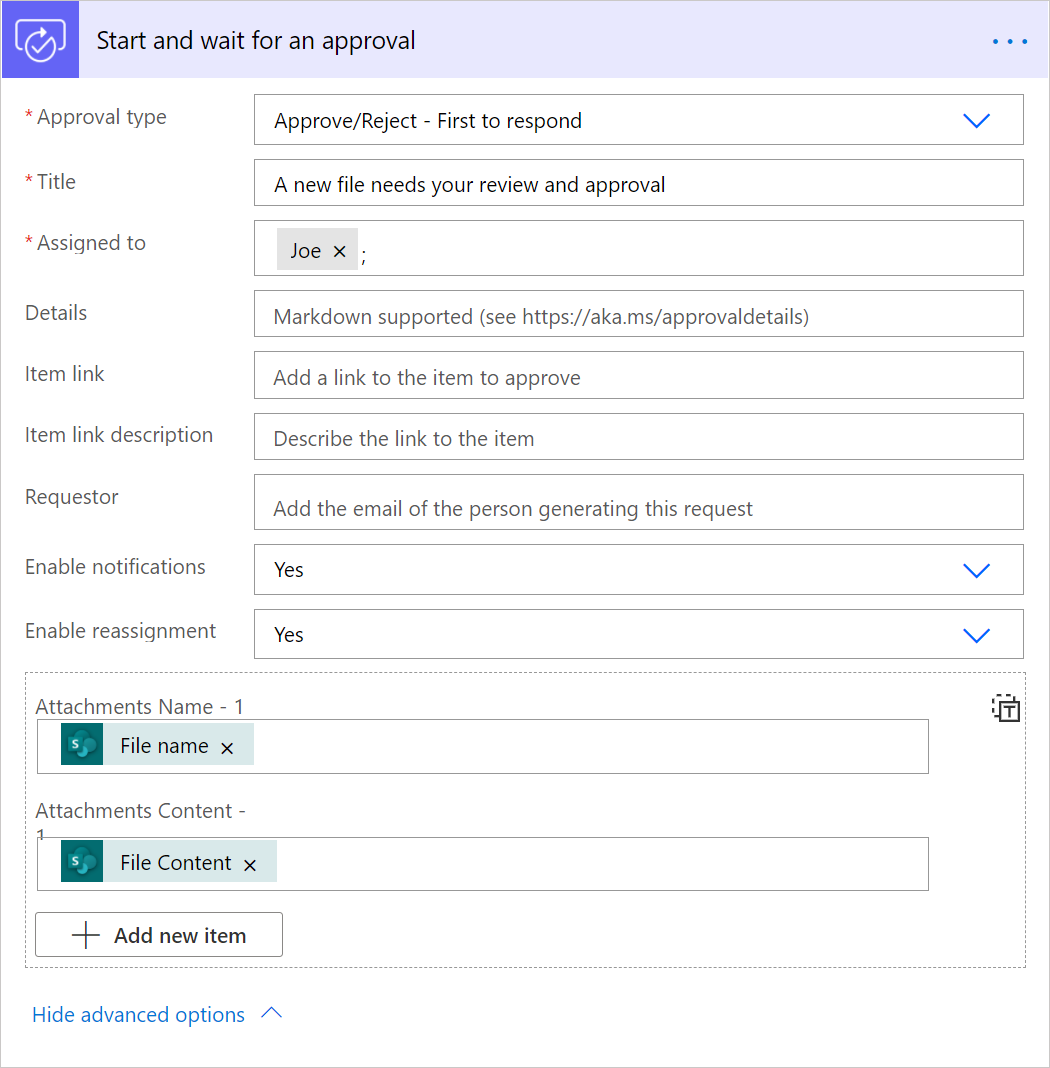 Start and wait for an approval
* Approval type
Approve/Reject - First to respond
* Title
A new file needs your review and approval
* Assigned to
Joe × ;
Details
Markdown supported (see https://aka.ms/approvaldetails)
Item link
Add a link to the item to approve
Item link description
Describe the link to the item
Requestor
Add the email of the person generating this request
Enable notifications
Yes
Enable reassignment
Yes
Attachments Name - 1
File name ×
Attachments Content -
1
File Content ×
Add new item
Hide advanced options